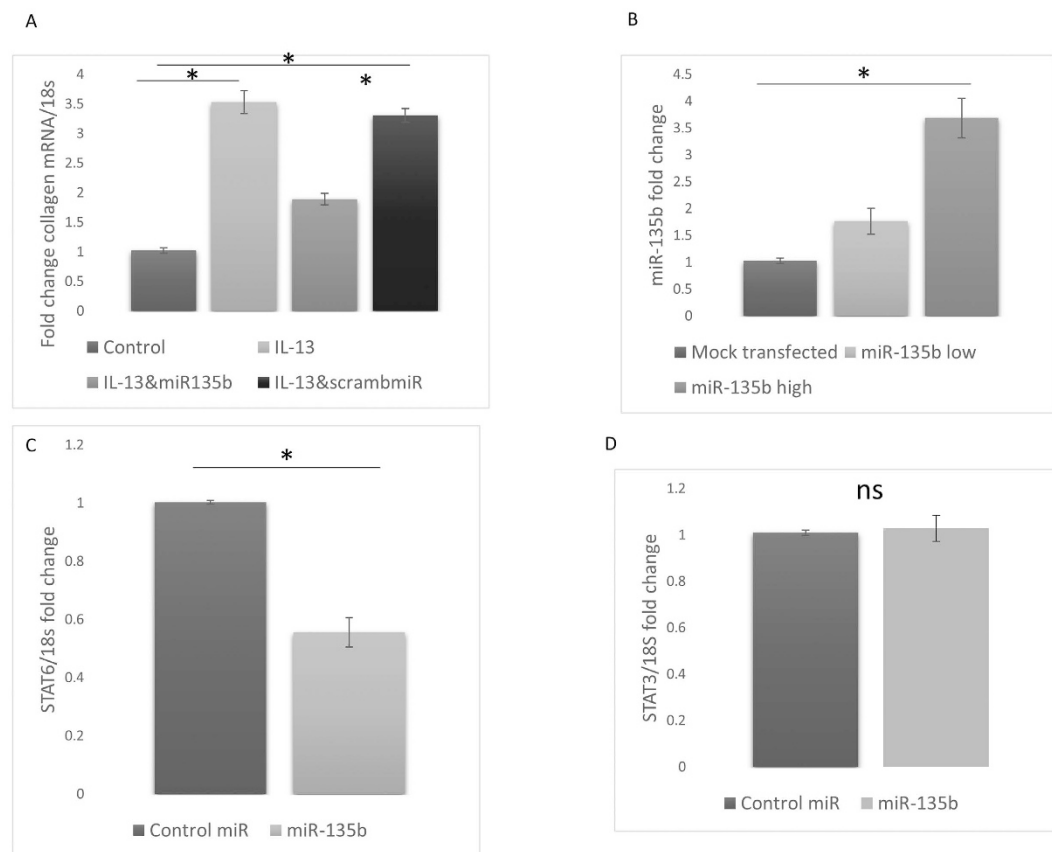 A
*
*
*
4
3.5
3
2.5
2
1.5
1
0.5
0
Fold change collagen mRNA/18s
Control
IL-13
IL-13&miR135b
IL-13&scrambmiR
B
*
4.5
4
3.5
3
2.5
2
1.5
1
0.5
0
miR-135b fold change
Mock transfected
miR-135b low
miR-135b high
C
*
1.2
1
0.8
0.6
0.4
0.2
0
STAT6/18s fold change
Control miR
miR-135b
D
ns
1.2
1
0.8
0.6
0.4
0.2
0
STAT3/18S fold change
Control miR
miR-135b